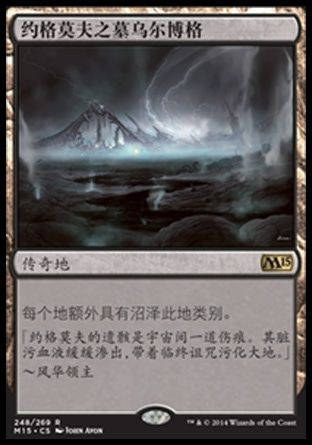 约格莫夫之墓乌尔博格
传奇地
M15
每个地额外具有沼泽此地类别。
「约格莫夫的遗骸是宇宙间一道伤痕。其脏
污血液缓缓渗出，带着临终诅咒污化大地。」
～风华领主
248/269 R
M15 • CS JOHN AVON
™ & © 2014 Wizards of the Coast